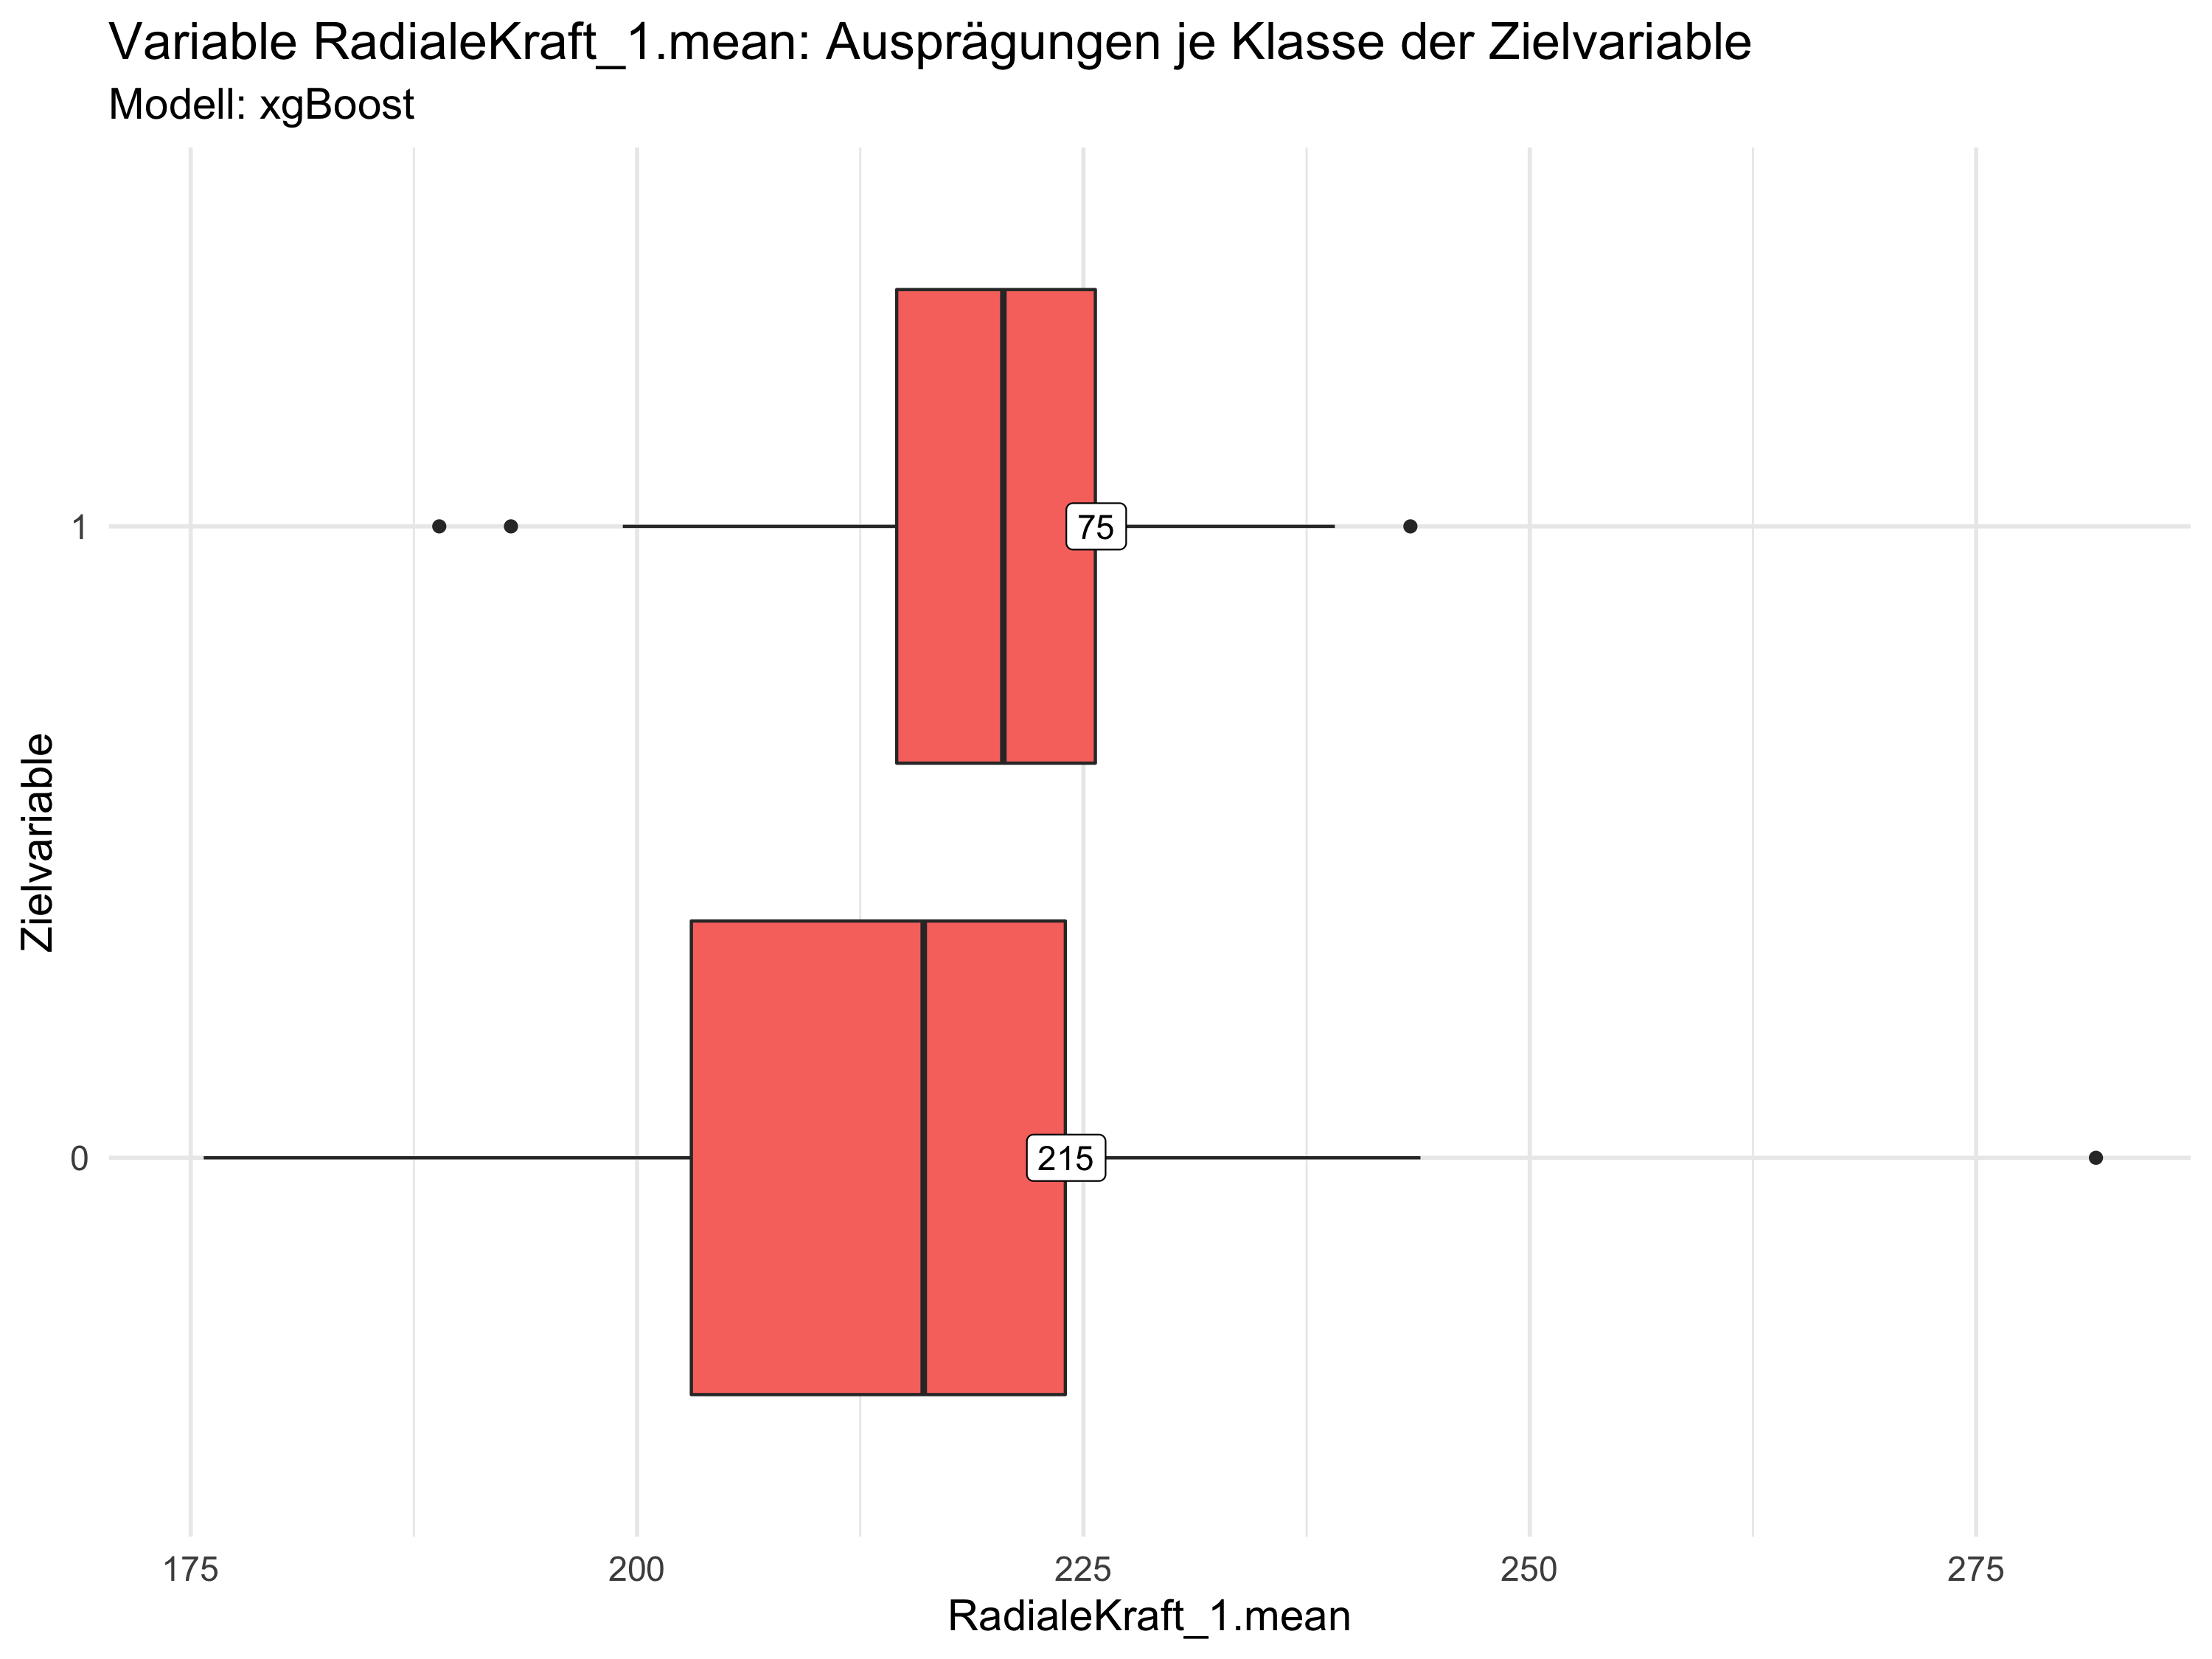 Variable RadialeKraft_1.mean: Ausprägungen je Klasse der Zielvariable
Modell: xgBoost
Zielvariable
1
75
0
215
175 200 225 250 275
RadialeKraft_1.mean